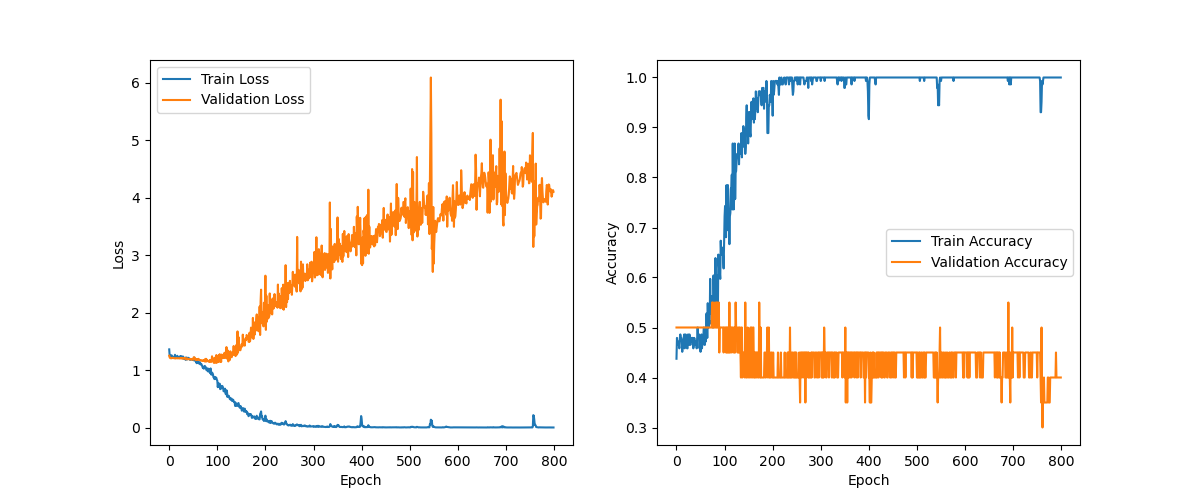 Train Loss
Validation Loss
6
5
4
3
2
1
0
Loss
0 100 200 300 400 500 600 700 800
Epoch
1.0
0.9
0.8
0.7
0.6
0.5
0.4
0.3
Accuracy
Train Accuracy
Validation Accuracy
0 100 200 300 400 500 600 700 800
Epoch